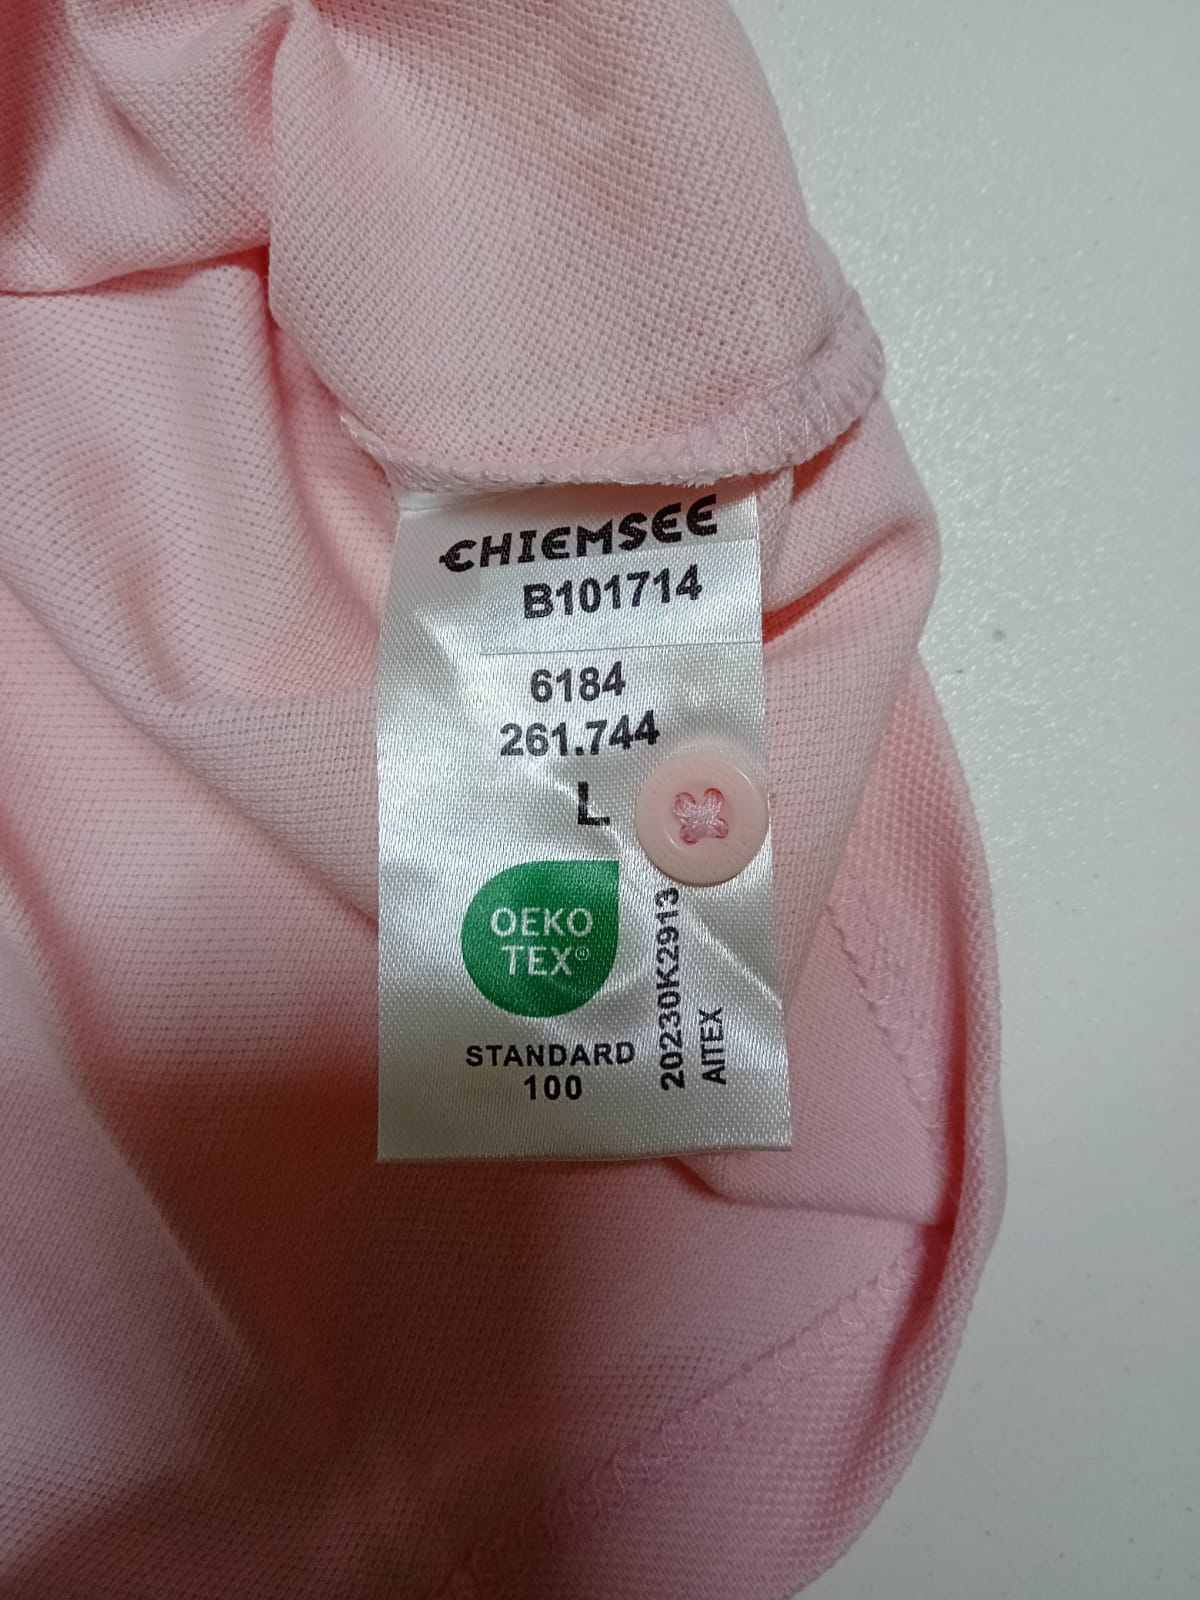 CHIEMSEE
B101714
6184
261.744
L
OEKO
TEX®
STANDARD
100
20230K2913
AITEX